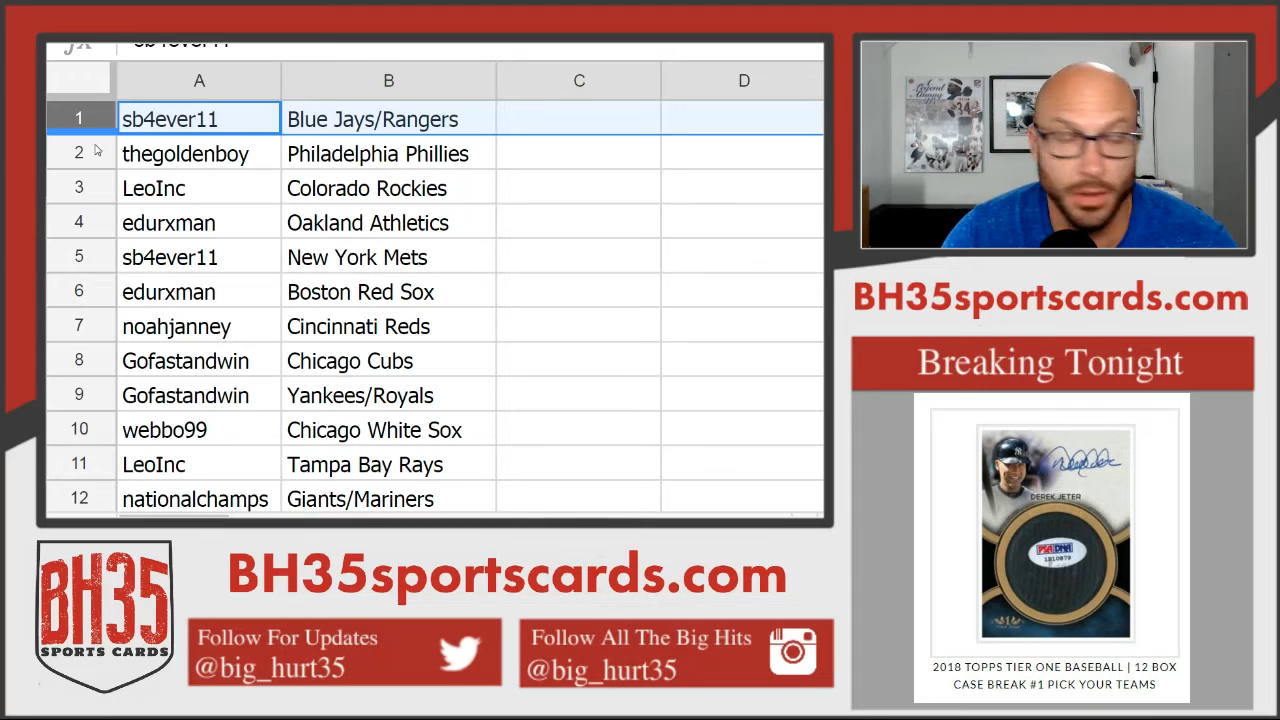 A B C D
1 sb4ever11 Blue Jays/Rangers
2 thegoldenboy Philadelphia Phillies
3 LeoInc Colorado Rockies
4 edurxman Oakland Athletics
5 sb4ever11 New York Mets
6 edurxman Boston Red Sox
7 noahjanney Cincinnati Reds
8 Gofastandwin Chicago Cubs
9 Gofastandwin Yankees/Royals
10 webbo99 Chicago White Sox
11 LeoInc Tampa Bay Rays
12 nationalchamps Giants/Mariners
BH35sportscards.com
Breaking Tonight
DEREK JETER
PSA/DNA
2018 TOPPS TIER ONE BASEBALL | 12 BOX
CASE BREAK #1 PICK YOUR TEAMS
BH35
SPORTS CARDS
BH35sportscards.com
Follow For Updates
@big_hurt35
Follow All The Big Hits
@big_hurt35